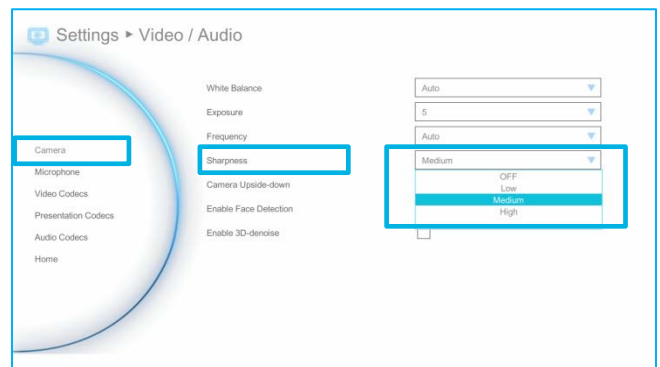 Settings ▸ Video / Audio
White Balance
Auto
Exposure
5
Frequency
Auto
Camera
Sharpness
Medium
Microphone
OFF
Low
Medium
High
Camera Upside-down
Video Codecs
Enable Face Detection
Presentation Codecs
Enable 3D-denoise
Audio Codecs
Home